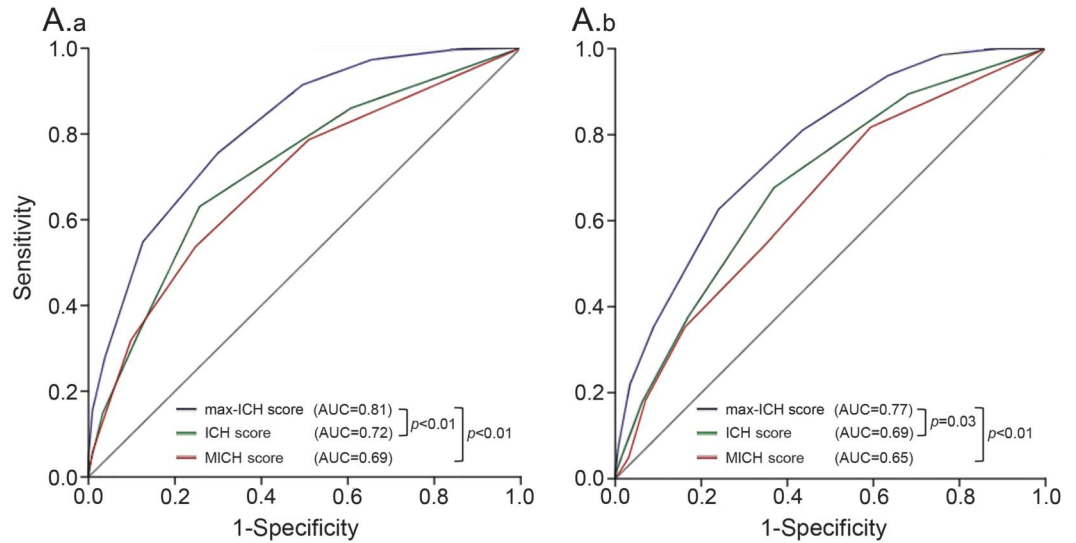 A.a
1.0
0.8
0.6
0.4
0.2
0.0
Sensitivity
max-ICH score (AUC=0.81)
ICH score (AUC=0.72)
MICH score (AUC=0.69)
p<0.01
p<0.01
0.0 0.2 0.4 0.6 0.8 1.0
1-Specificity
A.b
1.0
0.8
0.6
0.4
0.2
0.0
max-ICH score (AUC=0.77)
ICH score (AUC=0.69)
MICH score (AUC=0.65)
p=0.03
p<0.01
0.0 0.2 0.4 0.6 0.8 1.0
1-Specificity